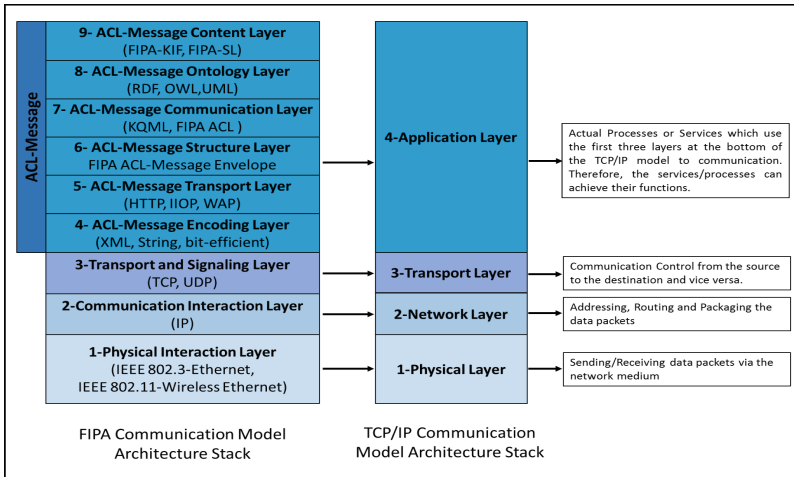 ACL-Message
9- ACL-Message Content Layer
(FIPA-KIF, FIPA-SL)
8- ACL-Message Ontology Layer
(RDF, OWL,UML)
7- ACL-Message Communication Layer
(KQML, FIPA ACL )
6- ACL-Message Structure Layer
FIPA ACL-Message Envelope
5- ACL-Message Transport Layer
(HTTP, IIOP, WAP)
4- ACL-Message Encoding Layer
(XML, String, bit-efficient)
3-Transport and Signaling Layer
(TCP, UDP)
2-Communication Interaction Layer
(IP)
1-Physical Interaction Layer
(IEEE 802.3-Ethernet,
IEEE 802.11-Wireless Ethernet)
FIPA Communication Model
Architecture Stack
4-Application Layer
3-Transport Layer
2-Network Layer
1-Physical Layer
TCP/IP Communication
Model Architecture Stack
Actual Processes or Services which use
the first three layers at the bottom of
the TCP/IP model to communication.
Therefore, the services/processes can
achieve their functions.
Communication Control from the source
to the destination and vice versa.
Addressing, Routing and Packaging the
data packets
Sending/Receiving data packets via the
network medium